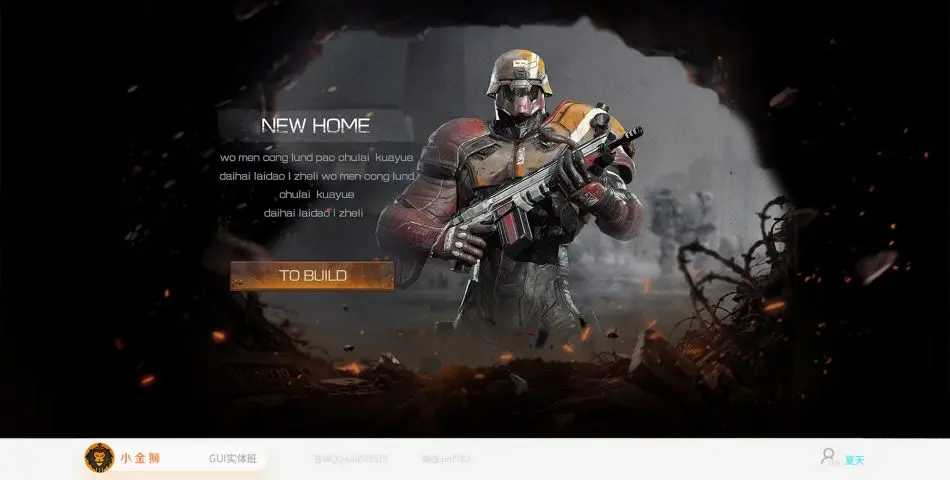 NEW HOME
wo men cong lund pao chulai kuayue
daihai laidao l zheli wo men cong lund
chulai kuayue
daihai laidao l zheli
TO BUILD
小金狮
GUI实体班
夏天